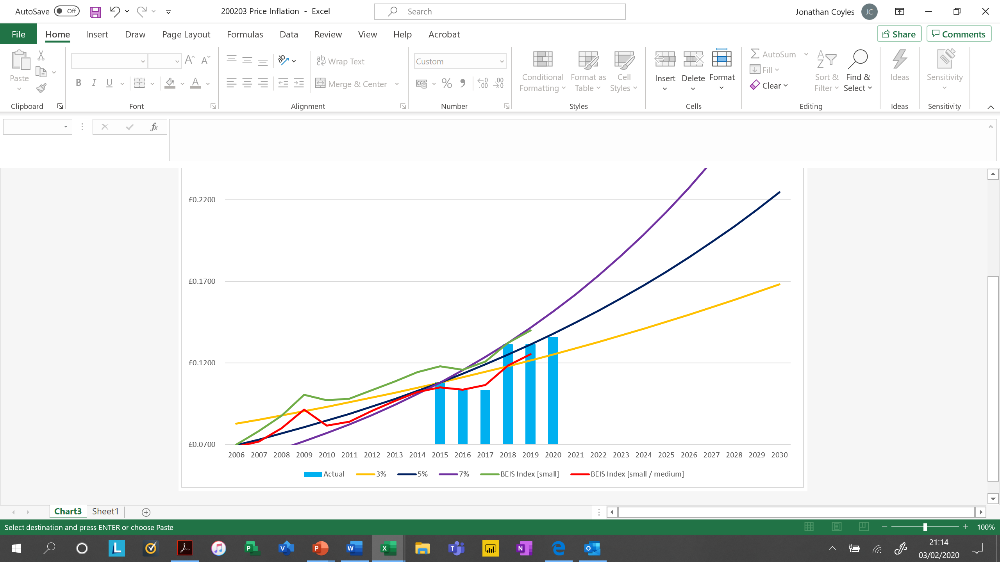 AutoSave Off 200203 Price Inflation - Excel Search Jonathan Coyles JC
File Home Insert Draw Page Layout Formulas Data Review View Help Acrobat Share Comments
Paste
Clipboard
B I U A
Font
ab Wrap Text
Merge & Center
Alignment
Custom
% .00 .0
Number
Conditional Formatting
Format as Table
Cell Styles
Styles
Insert Delete Format
Cells
AutoSum
Fill
Clear
Sort & Filter
Find & Select
Editing
Ideas
Ideas
Sensitivity
Sensitivity
fx
£0.2200
£0.1700
£0.1200
£0.0700
2006 2007 2008 2009 2010 2011 2012 2013 2014 2015 2016 2017 2018 2019 2020 2021 2022 2023 2024 2025 2026 2027 2028 2029 2030
Actual 3% 5% 7% BEIS Index [small] BEIS Index [small / medium]
Chart3 Sheet1
Select destination and press ENTER or choose Paste 100%
L P V P W X T N O 21:14
03/02/2020